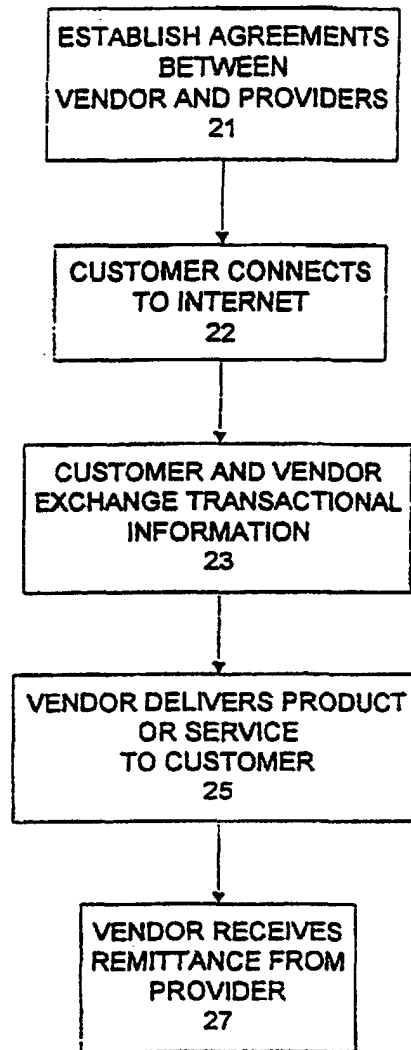 ESTABLISH AGREEMENTS
BETWEEN
VENDOR AND PROVIDERS
21
CUSTOMER CONNECTS
TO INTERNET
22
CUSTOMER AND VENDOR
EXCHANGE TRANSACTIONAL
INFORMATION
23
VENDOR DELIVERS PRODUCT
OR SERVICE
TO CUSTOMER
25
VENDOR RECEIVES
REMITTANCE FROM
PROVIDER
27